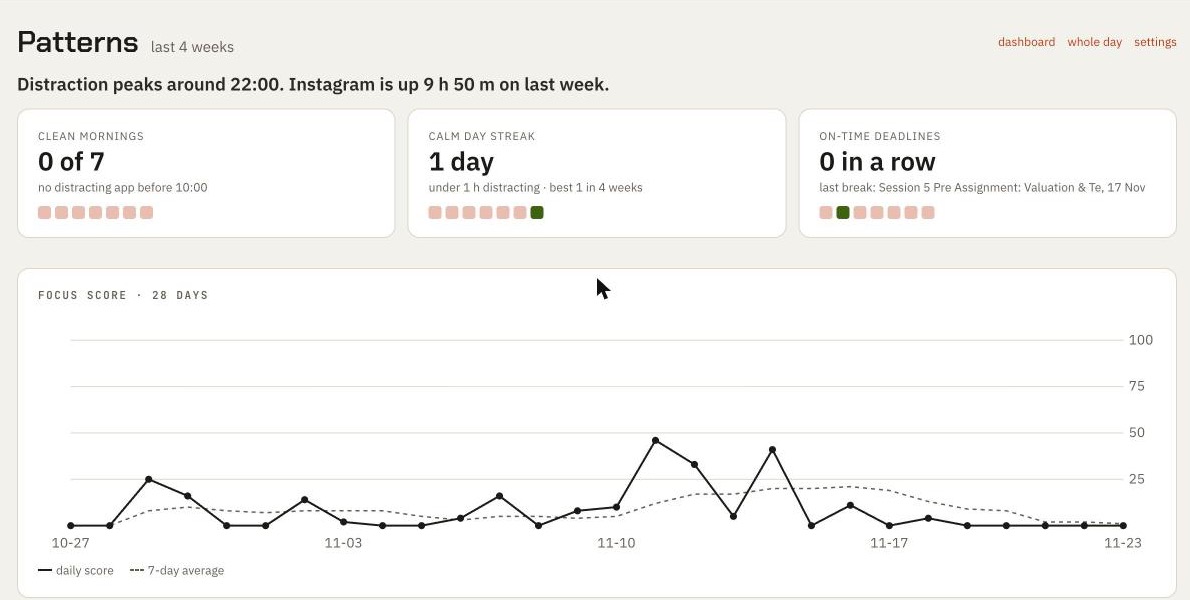 Patterns last 4 weeks
dashboard whole day settings
Distraction peaks around 22:00. Instagram is up 9 h 50 m on last week.
CLEAN MORNINGS
0 of 7
no distracting app before 10:00
CALM DAY STREAK
1 day
under 1 h distracting · best 1 in 4 weeks
ON-TIME DEADLINES
0 in a row
last break: Session 5 Pre Assignment: Valuation & Te, 17 Nov
FOCUS SCORE · 28 DAYS
100
75
50
25
10-27 11-03 11-10 11-17 11-23
daily score 7-day average